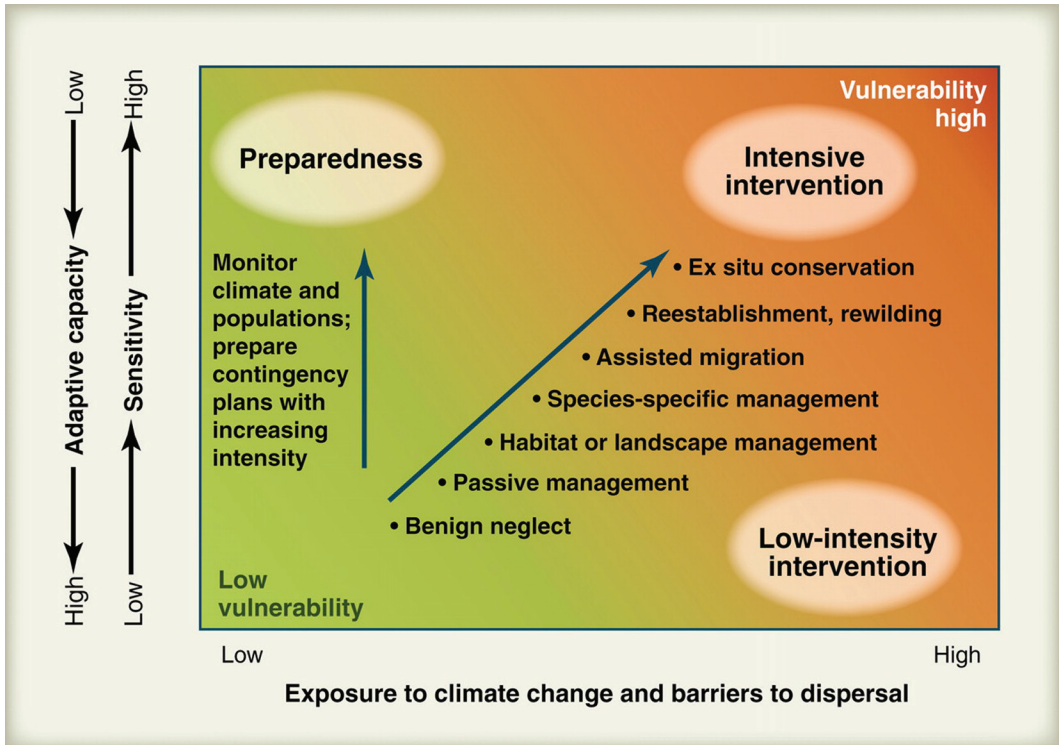 Low
Adaptive capacity
High
High
Sensitivity
Low
Preparedness
Monitor
climate and
populations;
prepare
contingency
plans with
increasing
intensity
Low
vulnerability
Vulnerability
high
Intensive
intervention
• Ex situ conservation
• Reestablishment, rewilding
• Assisted migration
• Species-specific management
• Habitat or landscape management
• Passive management
• Benign neglect
Low-intensity
intervention
Low
High
Exposure to climate change and barriers to dispersal